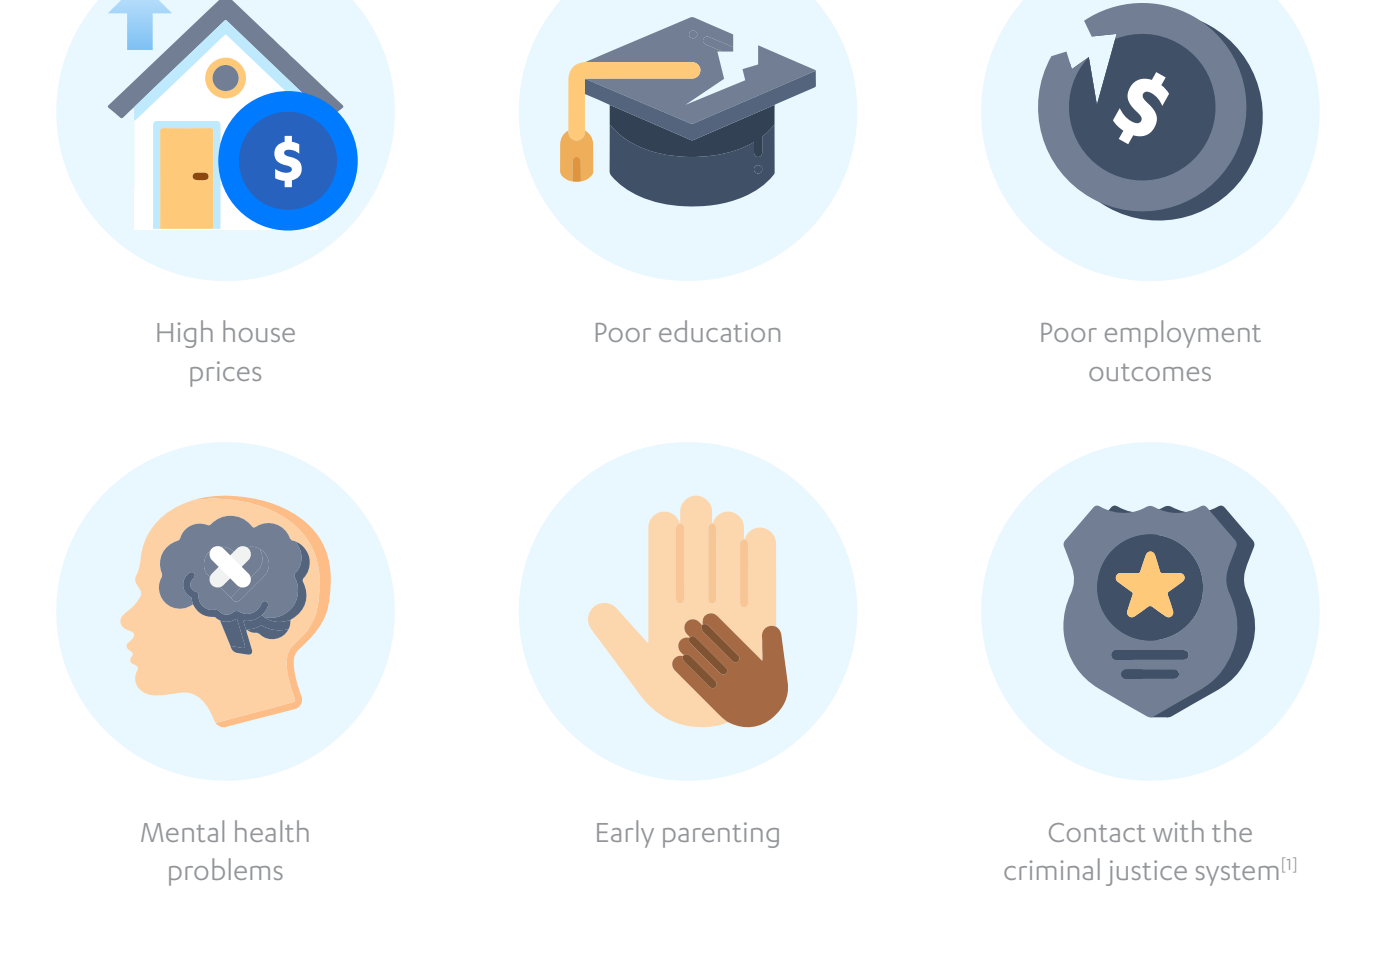 $
$
High house
prices
Poor education
Poor employment
outcomes
Mental health
problems
Early parenting
Contact with the
criminal justice system[1]